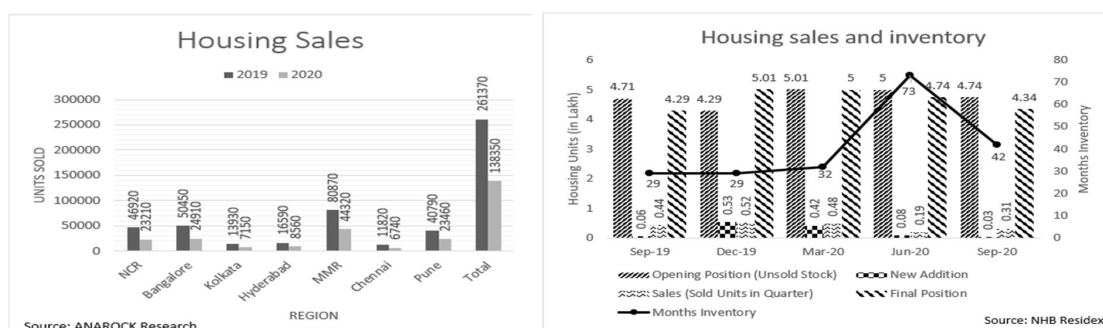 Housing Sales
2019 2020
UNITS SOLD
300000
250000
200000
150000
100000
50000
0
46920 23210
50450 24910
13930 7150
16590 8560
80870 44320
11820 6740
40790 23460
261370 138350
NCR Bangalore Kolkata Hyderabad MMR Chennai Pune Total
REGION
Source: ANAROCK Research
Housing sales and inventory
Housing Units (in Lakh)
6
5
4
3
2
1
0
4.71 0.06 0.44 4.29 29
4.29 0.53 0.52 5.01 29
5.01 0.42 0.48 5 32
5 0.08 0.19 4.74 73
4.74 0.03 0.31 4.34 42
80
70
60
50
40
30
20
10
0
Months Inventory
Sep-19 Dec-19 Mar-20 Jun-20 Sep-20
Opening Position (Unsold Stock) New Addition
Sales (Sold Units in Quarter) Final Position
Months Inventory
Source: NHB Residex